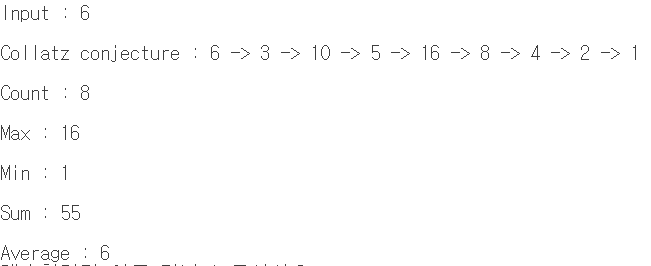 Input : 6
Collatz conjecture : 6 -> 3 -> 10 -> 5 -> 16 -> 8 -> 4 -> 2 -> 1
Count : 8
Max : 16
Min : 1
Sum : 55
Average : 6